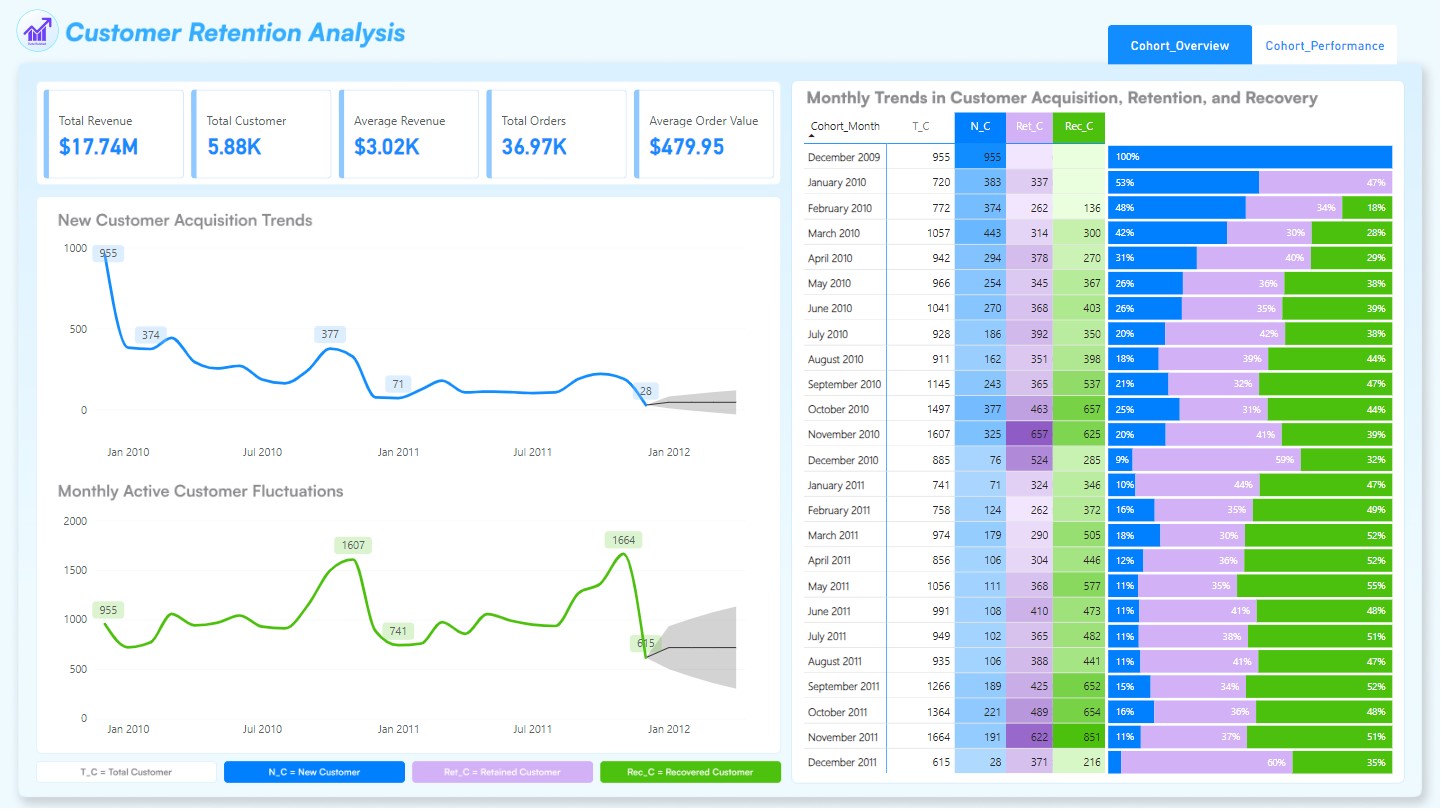 Customer Retention Analysis
Cohort_Overview
Cohort_Performance
Total Revenue
$17.74M
Total Customer
5.88K
Average Revenue
$3.02K
Total Orders
36.97K
Average Order Value
$479.95
New Customer Acquisition Trends
1000
500
0
955
374
377
71
28
Jan 2010 Jul 2010 Jan 2011 Jul 2011 Jan 2012
Monthly Active Customer Fluctuations
2000
1500
1000
500
0
955
1607
741
1664
615
Jan 2010 Jul 2010 Jan 2011 Jul 2011 Jan 2012
T_C = Total Customer
N_C = New Customer
Ret_C = Retained Customer
Rec_C = Recovered Customer
Monthly Trends in Customer Acquisition, Retention, and Recovery
Cohort_Month T_C N_C Ret_C Rec_C
December 2009 955 955 100%
January 2010 720 383 337 53% 47%
February 2010 772 374 262 136 48% 34% 18%
March 2010 1057 443 314 300 42% 30% 28%
April 2010 942 294 378 270 31% 40% 29%
May 2010 966 254 345 367 26% 36% 38%
June 2010 1041 270 368 403 26% 35% 39%
July 2010 928 186 392 350 20% 42% 38%
August 2010 911 162 351 398 18% 39% 44%
September 2010 1145 243 365 537 21% 32% 47%
October 2010 1497 377 463 657 25% 31% 44%
November 2010 1607 325 657 625 20% 41% 39%
December 2010 885 76 524 285 9% 59% 32%
January 2011 741 71 324 346 10% 44% 47%
February 2011 758 124 262 372 16% 35% 49%
March 2011 974 179 290 505 18% 30% 52%
April 2011 856 106 304 446 12% 36% 52%
May 2011 1056 111 368 577 11% 35% 55%
June 2011 991 108 410 473 11% 41% 48%
July 2011 949 102 365 482 11% 38% 51%
August 2011 935 106 388 441 11% 41% 47%
September 2011 1266 189 425 652 15% 34% 52%
October 2011 1364 221 489 654 16% 36% 48%
November 2011 1664 191 622 851 11% 37% 51%
December 2011 615 28 371 216 60% 35%